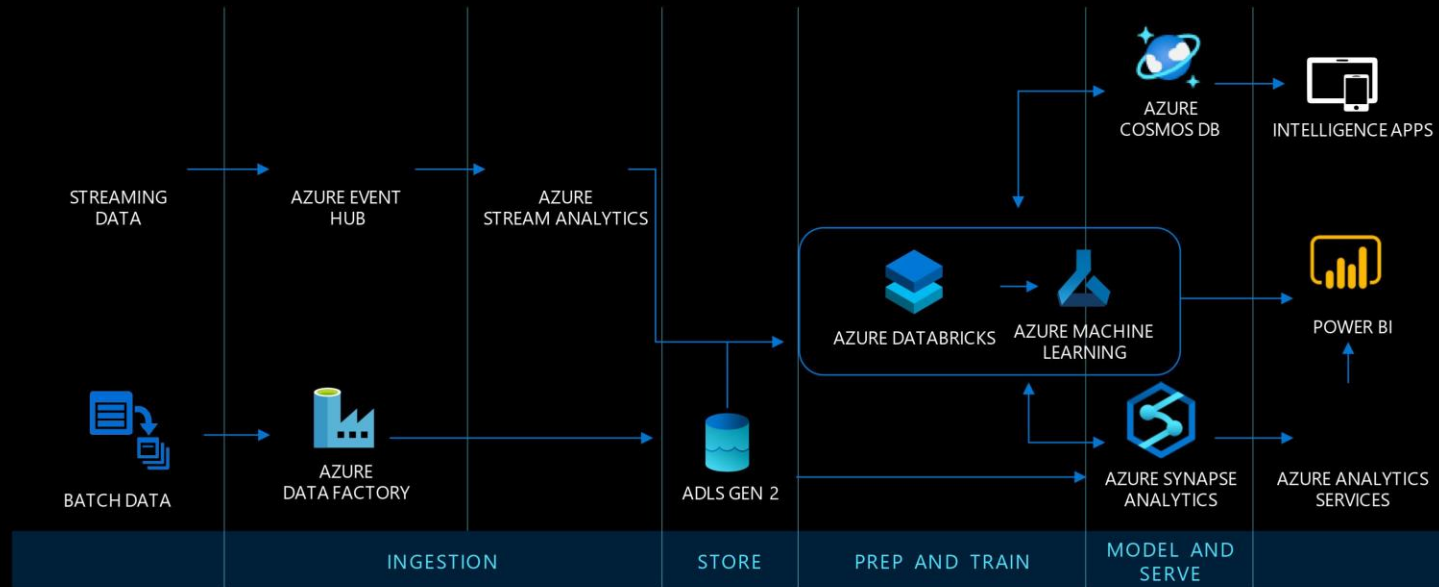 AZURE
COSMOS DB
INTELLIGENCE APPS
STREAMING
DATA
AZURE EVENT
HUB
AZURE
STREAM ANALYTICS
AZURE DATABRICKS
AZURE MACHINE
LEARNING
POWER BI
BATCH DATA
AZURE
DATA FACTORY
ADLS GEN 2
AZURE SYNAPSE
ANALYTICS
AZURE ANALYTICS
SERVICES
INGESTION
STORE
PREP AND TRAIN
MODEL AND
SERVE